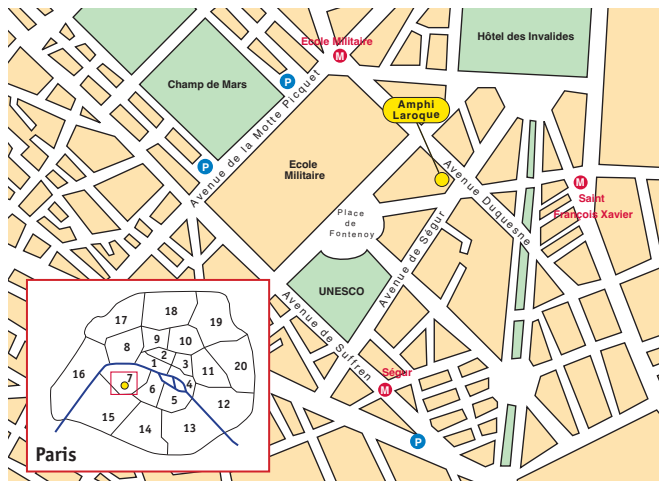 Ecole Militaire
M
Hôtel des Invalides
Champ de Mars
P
Amphi
Laroque
Avenue de la Motte Picquet
Ecole
Militaire
P
Avenue Duquesne
M
Saint
François Xavier
Place
de
Fontenoy
Avenue de Ségur
UNESCO
Avenue de Suffren
Ségur
M
P
17
18
19
8
9
10
2
1
3
16
7
6
4
11
20
5
12
15
14
13
Paris